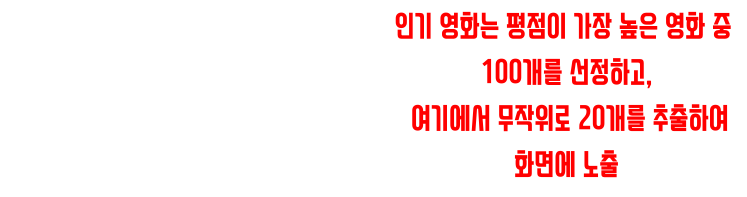 인기 영화는 평점이 가장 높은 영화 중
100개를 선정하고,
여기에서 무작위로 20개를 추출하여
화면에 노출